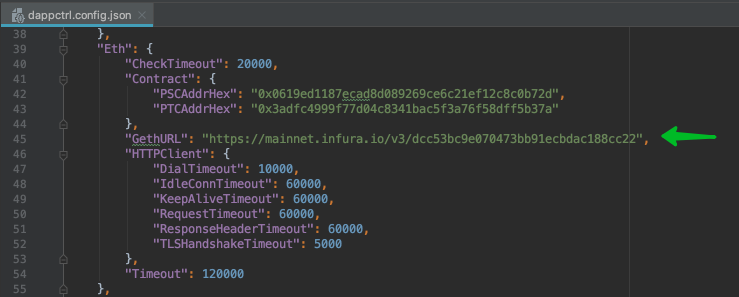 dappctrl.config.json ×
38 },
39 "Eth": {
40 "CheckTimeout": 20000,
41 "Contract": {
42 "PSCAddrHex": "0x0619ed1187ecad8d089269ce6c21ef12c8c0b72d",
43 "PTCAddrHex": "0x3adfc4999f77d04c8341bac5f3a76f58dff5b37a"
44 },
45 "GethURL": "https://mainnet.infura.io/v3/dcc53bc9e070473bb91ecbdac188cc22",
46 "HTTPClient": {
47 "DialTimeout": 10000,
48 "IdleConnTimeout": 60000,
49 "KeepAliveTimeout": 60000,
50 "RequestTimeout": 60000,
51 "ResponseHeaderTimeout": 60000,
52 "TLSHandshakeTimeout": 5000
53 },
54 "Timeout": 120000
55 },